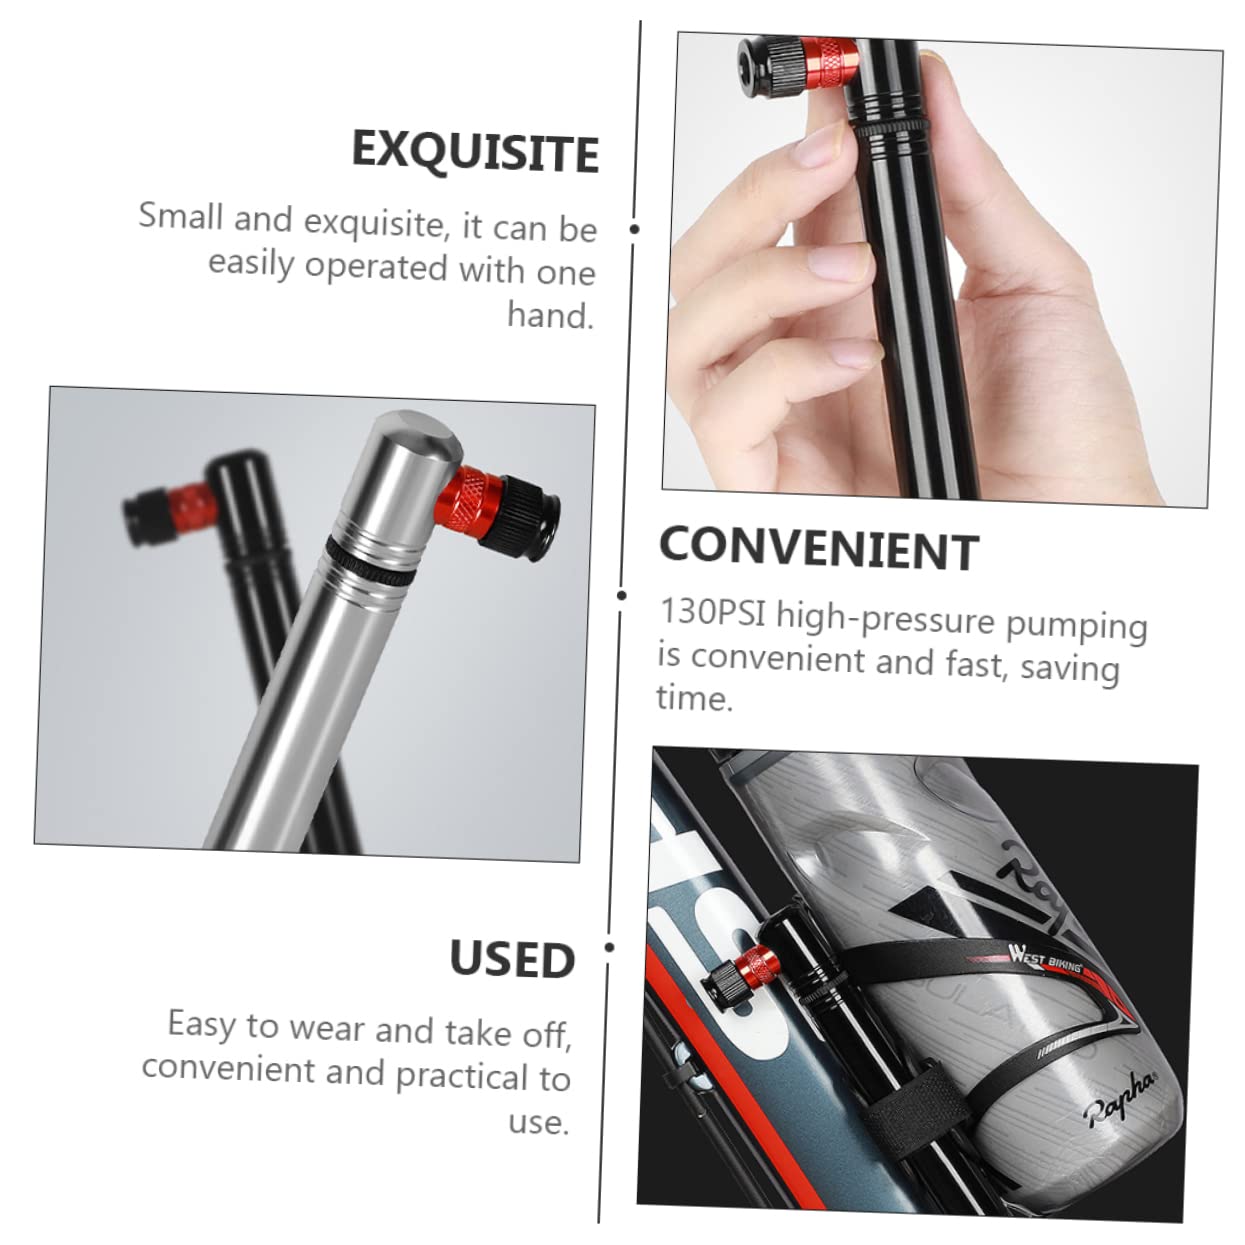 EXQUISITE
Small and exquisite, it can be
easily operated with one
hand.
CONVENIENT
130PSI high-pressure pumping
is convenient and fast, saving
time.
USED
Easy to wear and take off,
convenient and practical to
use.
WEST BIKING®
Rapha®